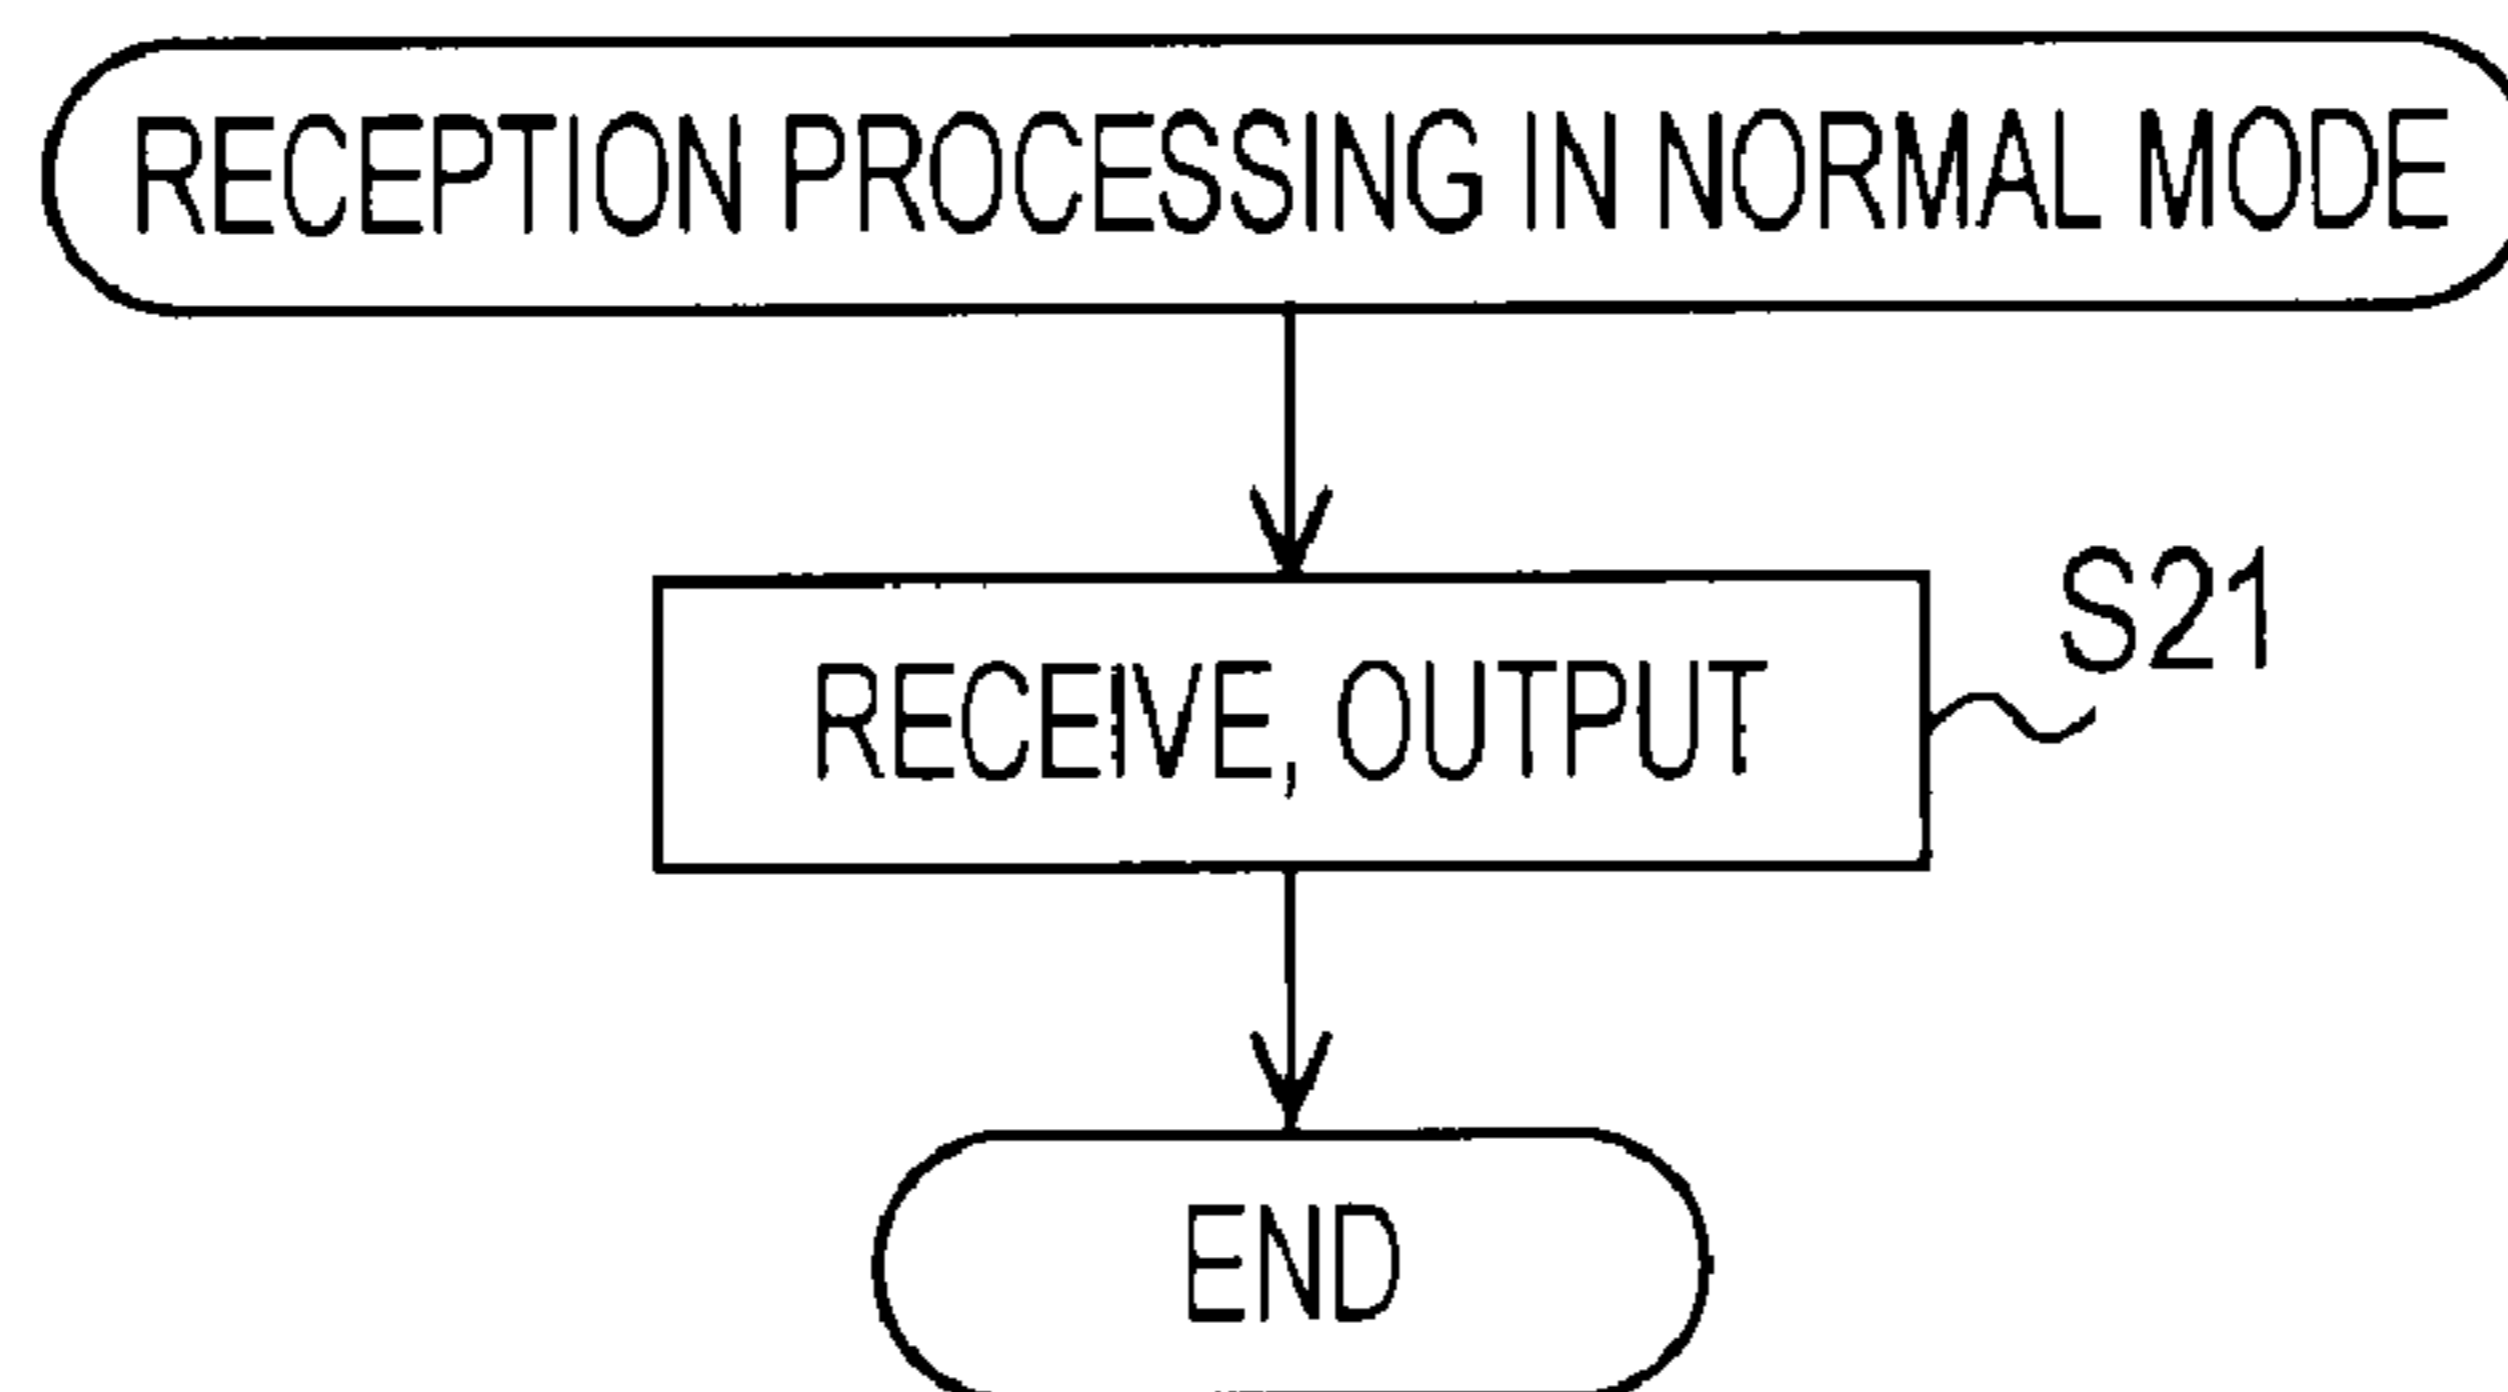 RECEPTION PROCESSING IN NORMAL MODE
S21
RECEIVE, OUTPUT
END